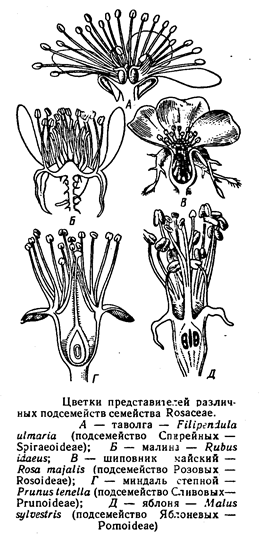 А
Б
В
Г
Д
Цветки представителей различ-
ных подсемейств семейства Rosaceae.
А — таволга — Filipendula
ulmaria (подсемейство Спирейных —
Spiraeoideae); Б — малина — Rubus
idaeus; В — шиповник майский —
Rosa majalis (подсемейство Розовых —
Rosoideae); Г — миндаль степной —
Prunus tenella (подсемейство Сливовых—
Prunoideae); Д — яблоня — Malus
sylvestris (подсемейство Яблоневых —
Pomoideae)